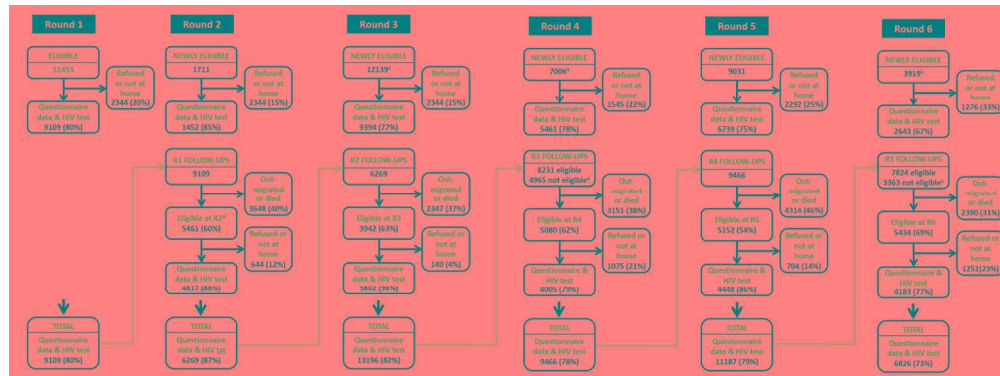 Round 1
ELIGIBLE
11453
Refused
or not at
home
2344 (20%)
Questionnaire
data & HIV test
9109 (80%)
TOTAL
Questionnaire
data & HIV test
9109 (80%)
Round 2
NEWLY ELIGIBLE
1711
Refused
or not at
home
2344 (15%)
Questionnaire
data & HIV test
1452 (85%)
R1 FOLLOW-UPS
9109
Out-
migrated
or died
3648 (40%)
Eligible at R2
5461 (60%)
Refused or
not at
home
644 (12%)
Questionnaire
data & HIV test
4817 (88%)
TOTAL
Questionnaire
data & HIV tst
6269 (87%)
Round 3
NEWLY ELIGIBLE
12139
Refused
or not at
home
2344 (15%)
Questionnaire
data & HIV test
9394 (77%)
R2 FOLLOW-UPS
6269
Out-
migrated
or died
2347 (37%)
Eligible at R3
3942 (63%)
Refused or
not at
home
140 (4%)
Questionnaire
data & HIV test
3802 (96%)
TOTAL
Questionnaire
data & HIV test
13196 (82%)
Round 4
NEWLY ELIGIBLE
7006
Refused
or not at
home
1545 (22%)
Questionnaire
data & HIV test
5461 (78%)
R3 FOLLOW-UPS
8231 eligible
4965 not eligible
Out-
migrated
or died
3151 (38%)
Eligible at R4
5080 (62%)
Refused or
not at
home
1075 (21%)
Questionnaire &
HIV test
4005 (79%)
TOTAL
Questionnaire
data & HIV test
9466 (78%)
Round 5
NEWLY ELIGIBLE
9031
Refused
or not at
home
2292 (25%)
Questionnaire
data & HIV test
6739 (75%)
R4 FOLLOW-UPS
9466
Out-
migrated
or died
4314 (46%)
Eligible at R5
5152 (54%)
Refused or
not at
home
704 (14%)
Questionnaire &
HIV test
4448 (86%)
TOTAL
Questionnaire
data & HIV test
11187 (79%)
Round 6
NEWLY ELIGIBLE
3919
Refused
or not at
home
1276 (33%)
Questionnaire
data & HIV test
2643 (67%)
R5 FOLLOW-UPS
7824 eligible
3363 not eligible
Out-
migrated
or died
2390 (31%)
Eligible at R6
5434 (69%)
Refused or
not at
home
1251(23%)
Questionnaire
data & HIV test
4183 (77%)
TOTAL
Questionnaire
data & HIV test
6826 (73%)